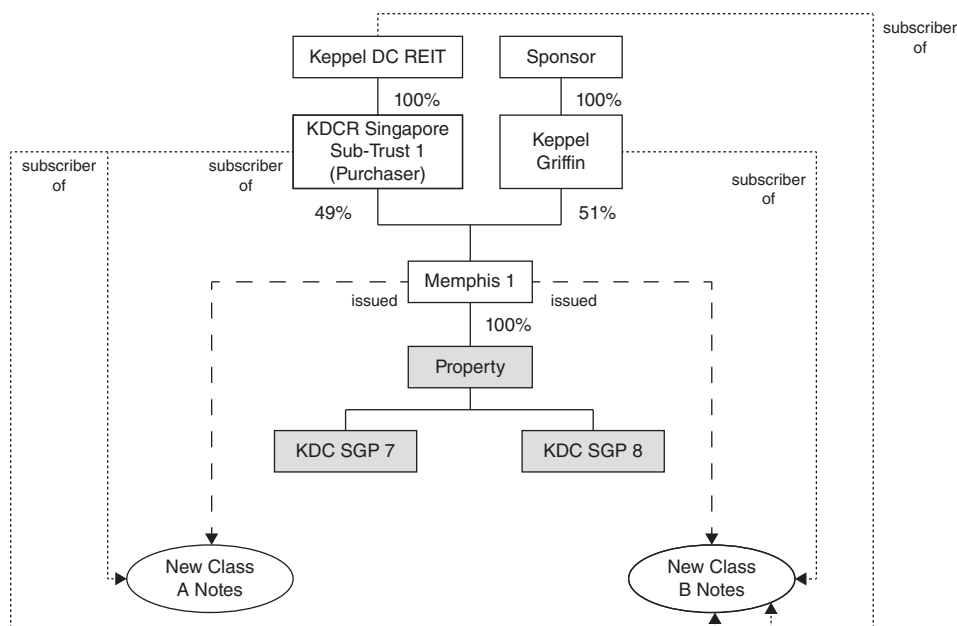 subscriber
of
Keppel DC REIT
Sponsor
100%
100%
KDCR Singapore
Sub-Trust 1
(Purchaser)
Keppel
Griffin
subscriber
of
subscriber
of
subscriber
of
49%
51%
Memphis 1
issued
issued
100%
Property
KDC SGP 7
KDC SGP 8
New Class
A Notes
New Class
B Notes